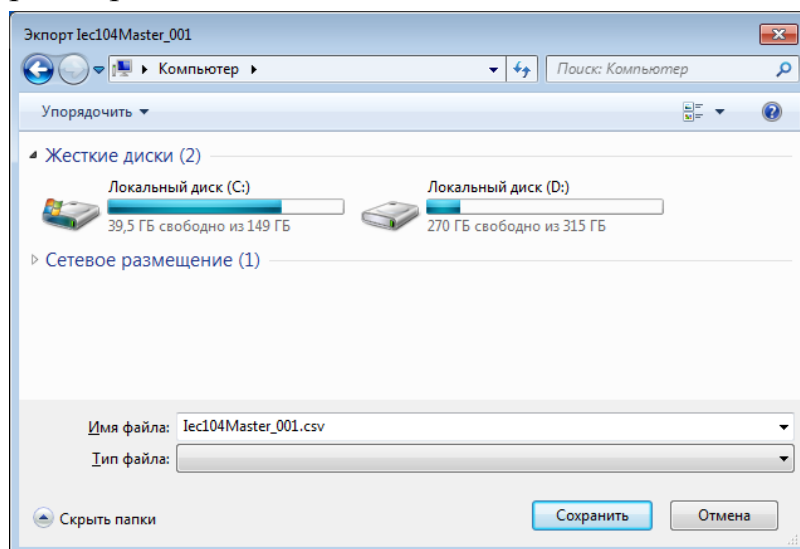 Экпорт Iec104Master_001
Компьютер
Поиск: Компьютер
Упорядочить
Жесткие диски (2)
Локальный диск (C:)
39,5 ГБ свободно из 149 ГБ
Локальный диск (D:)
270 ГБ свободно из 315 ГБ
Сетевое размещение (1)
Имя файла: Iec104Master_001.csv
Тип файла:
Скрыть папки
Сохранить
Отмена